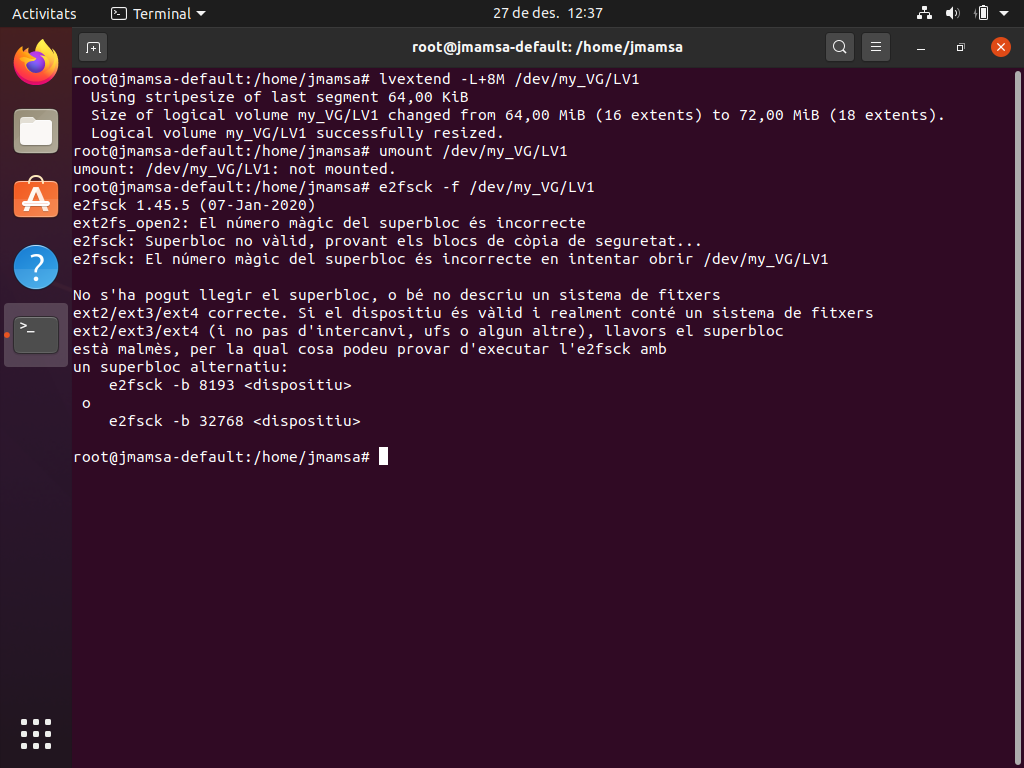 Activitats
Terminal
27 de des. 12:37
root@jmamsa-default: /home/jmamsa
root@jmamsa-default:/home/jmamsa# lvextend -L+8M /dev/my_VG/LV1
  Using stripesize of last segment 64,00 KiB
  Size of logical volume my_VG/LV1 changed from 64,00 MiB (16 extents) to 72,00 MiB (18 extents).
  Logical volume my_VG/LV1 successfully resized.
root@jmamsa-default:/home/jmamsa# umount /dev/my_VG/LV1
umount: /dev/my_VG/LV1: not mounted.
root@jmamsa-default:/home/jmamsa# e2fsck -f /dev/my_VG/LV1
e2fsck 1.45.5 (07-Jan-2020)
ext2fs_open2: El número màgic del superbloc és incorrecte
e2fsck: Superbloc no vàlid, provant els blocs de còpia de seguretat...
e2fsck: El número màgic del superbloc és incorrecte en intentar obrir /dev/my_VG/LV1
No s'ha pogut llegir el superbloc, o bé no descriu un sistema de fitxers
ext2/ext3/ext4 correcte. Si el dispositiu és vàlid i realment conté un sistema de fitxers
ext2/ext3/ext4 (i no pas d'intercanvi, ufs o algun altre), llavors el superbloc
està malmès, per la qual cosa podeu provar d'executar l'e2fsck amb
un superbloc alternatiu:
    e2fsck -b 8193 <dispositiu>
 o
    e2fsck -b 32768 <dispositiu>
root@jmamsa-default:/home/jmamsa#